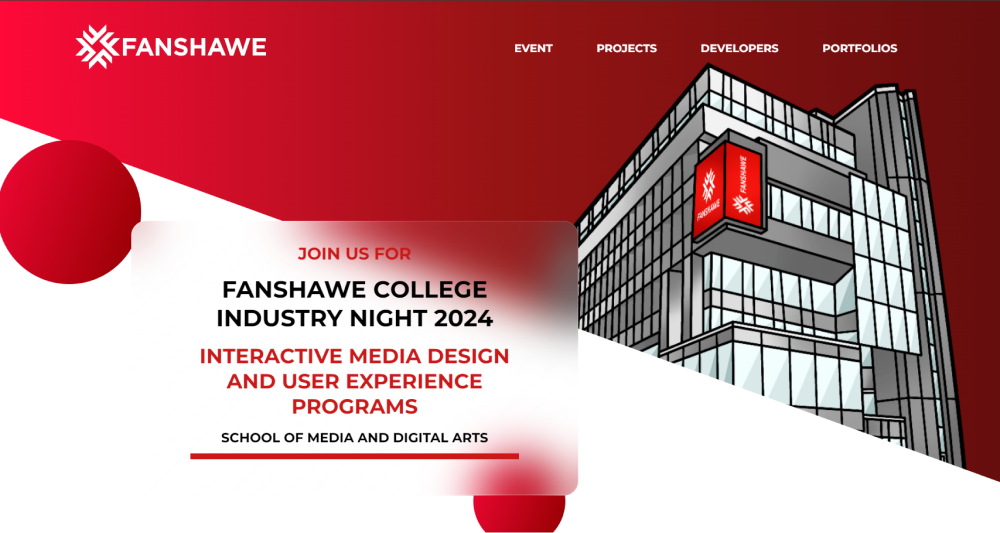 FANSHAWE
EVENT
PROJECTS
DEVELOPERS
PORTFOLIOS
FANSHAWE
FANSHAWE
JOIN US FOR
FANSHAWE COLLEGE
INDUSTRY NIGHT 2024
INTERACTIVE MEDIA DESIGN
AND USER EXPERIENCE
PROGRAMS
SCHOOL OF MEDIA AND DIGITAL ARTS